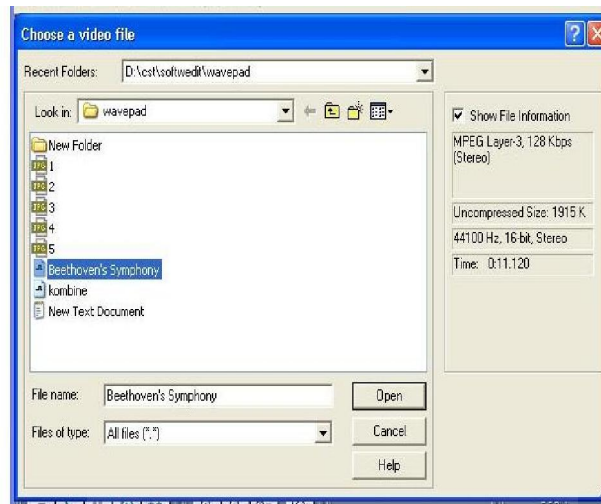 Choose a video file
Recent Folders: D:\cst\softwedit\wavepad
Look in: wavepad
New Folder
1
2
3
4
5
Beethoven's Symphony
kombine
New Text Document
File name: Beethoven's Symphony
Open
Files of type: All files (*.*)
Cancel
Help
Show File Information
MPEG Layer-3, 128 Kbps
(Stereo)
Uncompressed Size: 1915 K
44100 Hz, 16-bit, Stereo
Time: 0:11.120